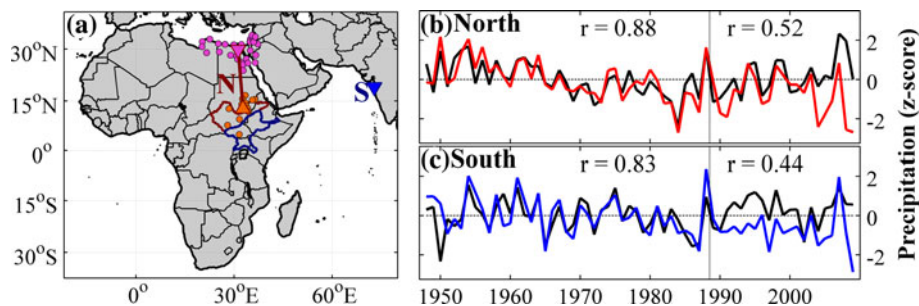 (a)
30°N
15°N
0°
15°S
30°S
0°
30°E
60°E
N
S
(b)North
r = 0.88
r = 0.52
2
0
-2
(c)South
r = 0.83
r = 0.44
2
0
-2
1950
1960
1970
1980
1990
2000
Precipitation (z-score)